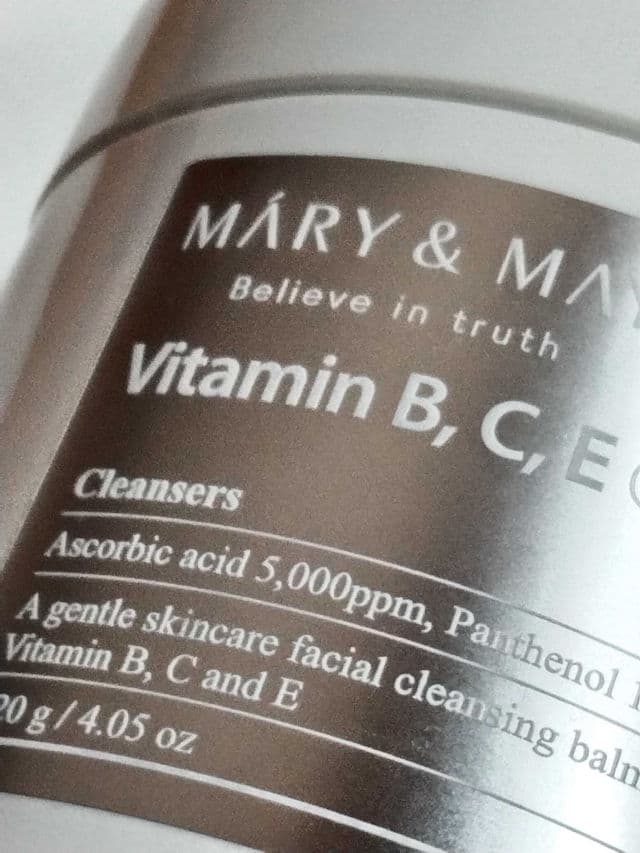 MÁRY & MAY
Believe in truth
Vitamin B, C, E
Cleansers
Ascorbic acid 5,000ppm, Panthenol
A gentle skincare facial cleansing balm
Vitamin B, C and E
20 g / 4.05 oz